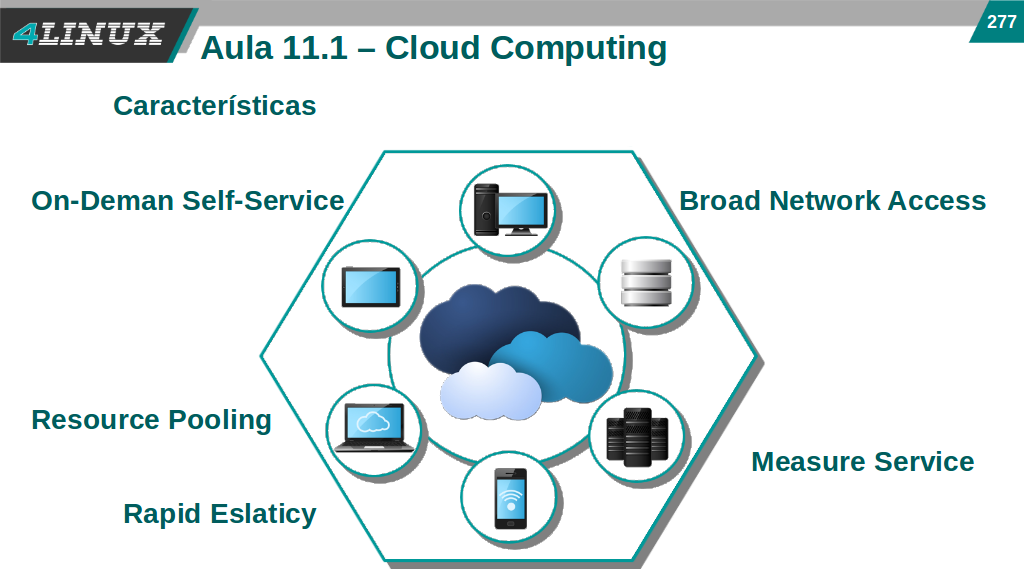 4LINUX
277
Aula 11.1 – Cloud Computing
Características
On-Deman Self-Service
Broad Network Access
Resource Pooling
Measure Service
Rapid Eslaticy